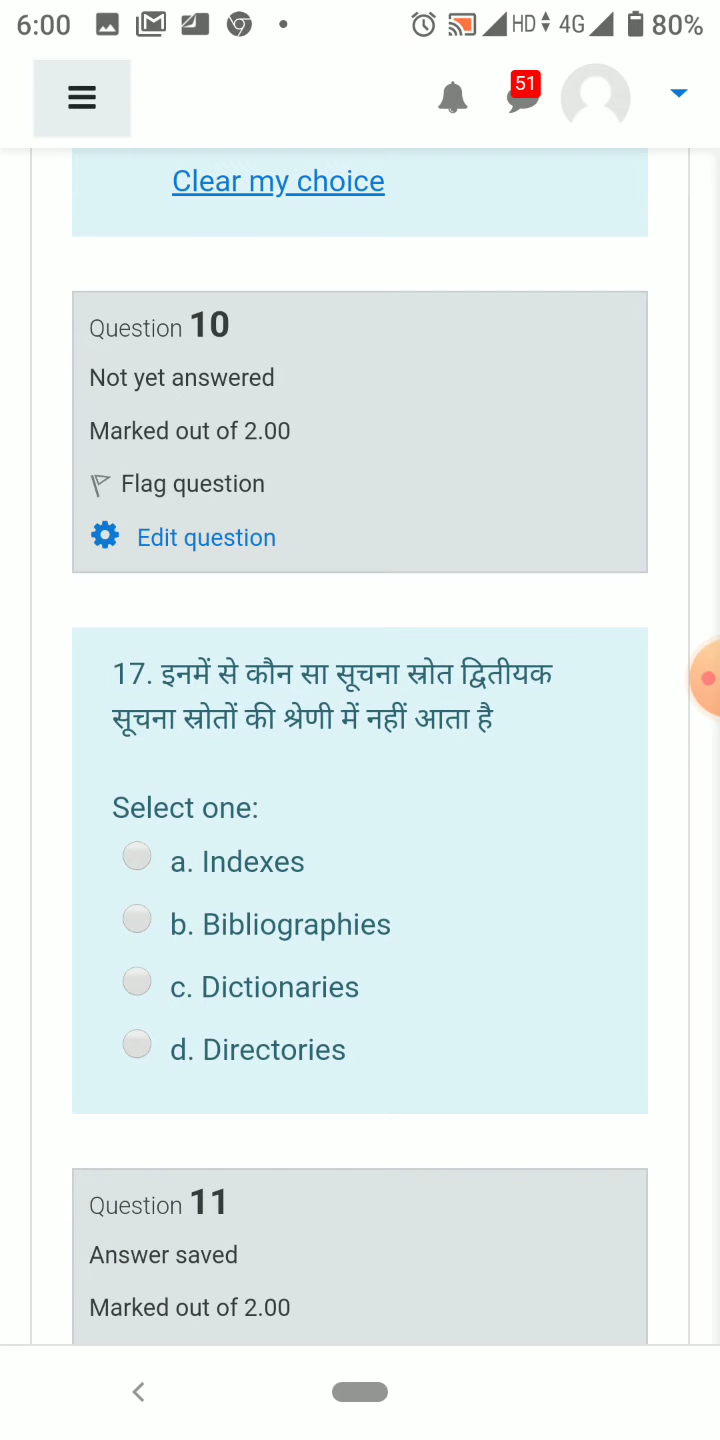 6:00 HD 4G 80%
51
Clear my choice
Question 10
Not yet answered
Marked out of 2.00
Flag question
Edit question
17. इनमें से कौन सा सूचना स्रोत द्वितीयक
सूचना स्रोतों की श्रेणी में नहीं आता है
Select one:
a. Indexes
b. Bibliographies
c. Dictionaries
d. Directories
Question 11
Answer saved
Marked out of 2.00